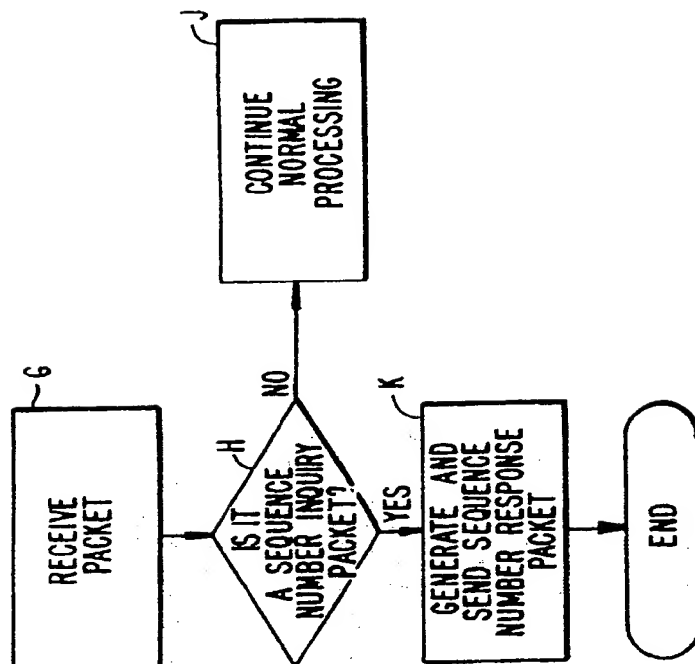 G
RECEIVE
PACKET
H
IS IT
A SEQUENCE
NUMBER INQUIRY
PACKET?
NO
J
CONTINUE
NORMAL
PROCESSING
YES
K
GENERATE AND
SEND SEQUENCE
NUMBER RESPONSE
PACKET
END